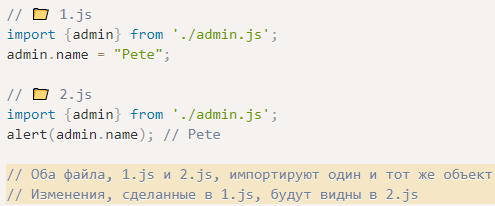 // 📁 1.js
import {admin} from './admin.js';
admin.name = "Pete";
// 📁 2.js
import {admin} from './admin.js';
alert(admin.name); // Pete
// Оба файла, 1.js и 2.js, импортируют один и тот же объект
// Изменения, сделанные в 1.js, будут видны в 2.js